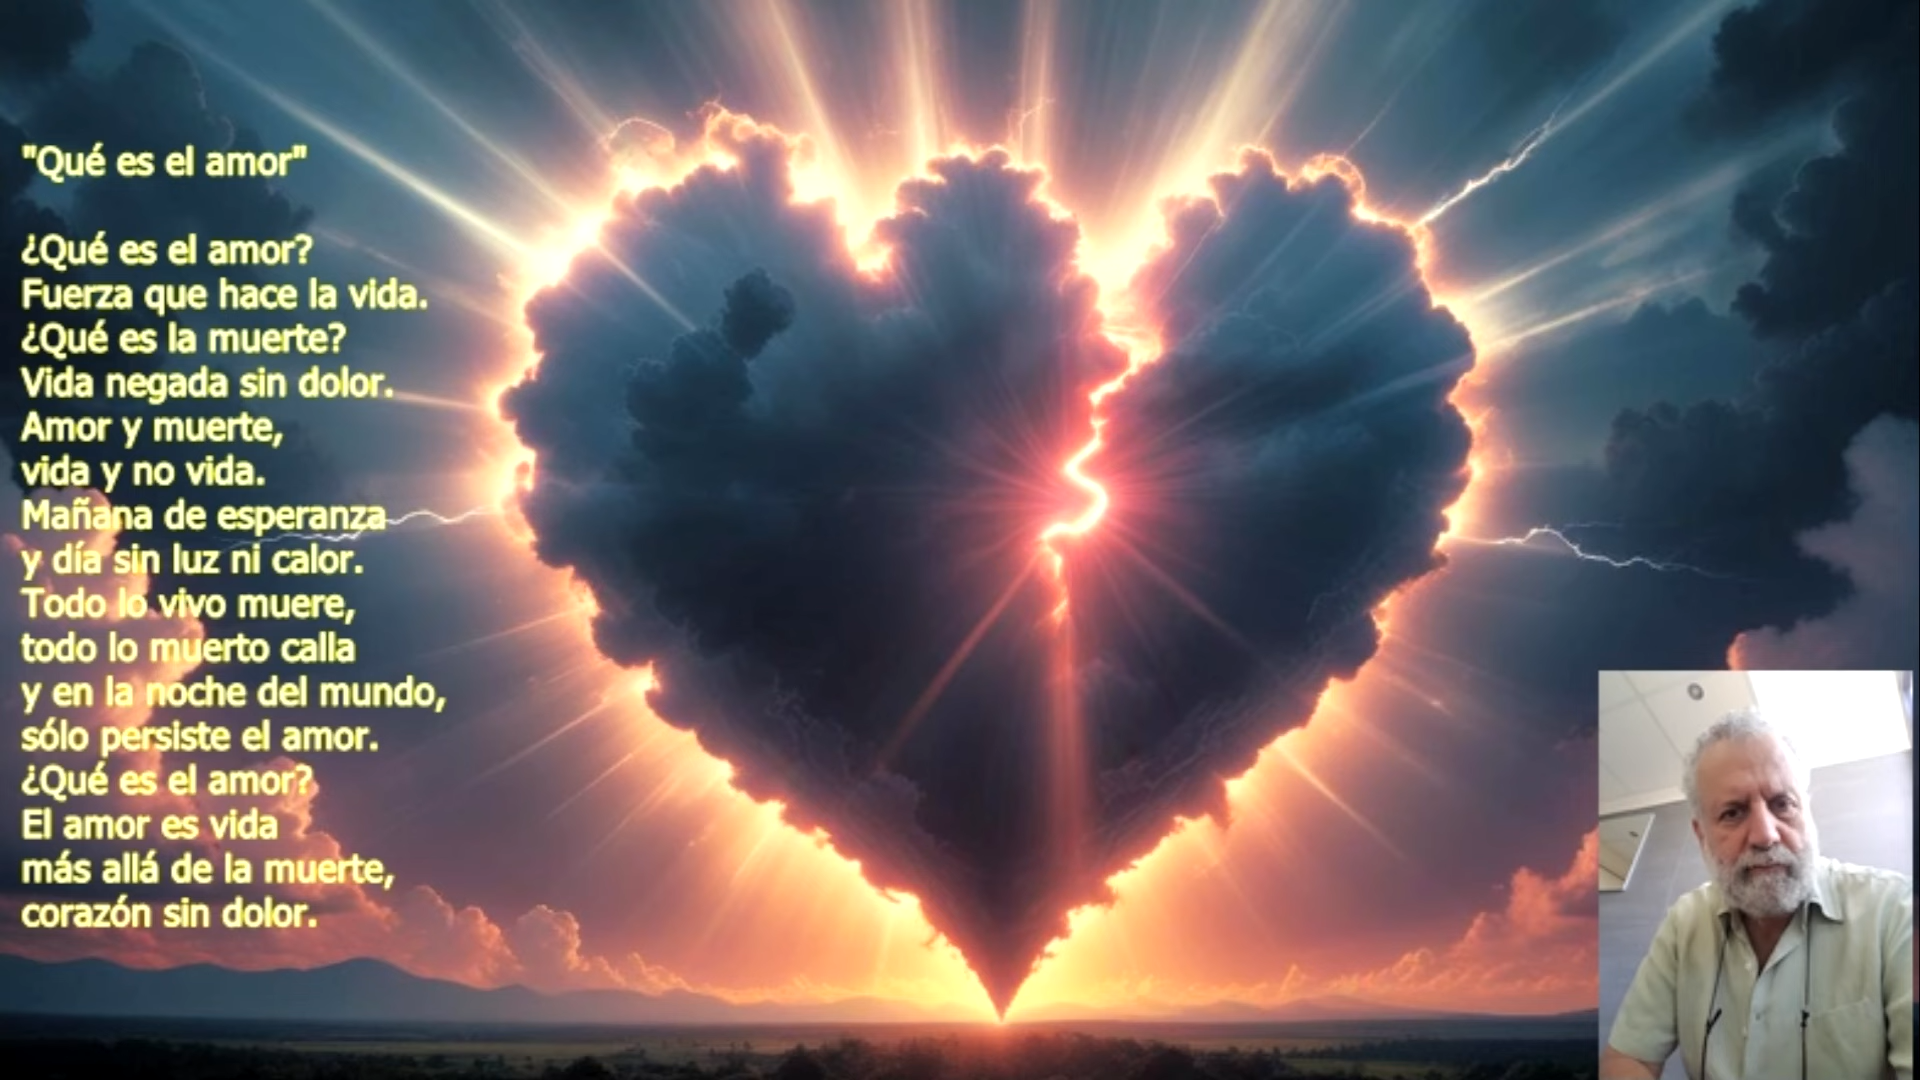 "Qué es el amor"
¿Qué es el amor?
Fuerza que hace la vida.
¿Qué es la muerte?
Vida negada sin dolor.
Amor y muerte,
vida y no vida.
Mañana de esperanza
y día sin luz ni calor.
Todo lo vivo muere,
todo lo muerto calla
y en la noche del mundo,
sólo persiste el amor.
¿Qué es el amor?
El amor es vida
más allá de la muerte,
corazón sin dolor.